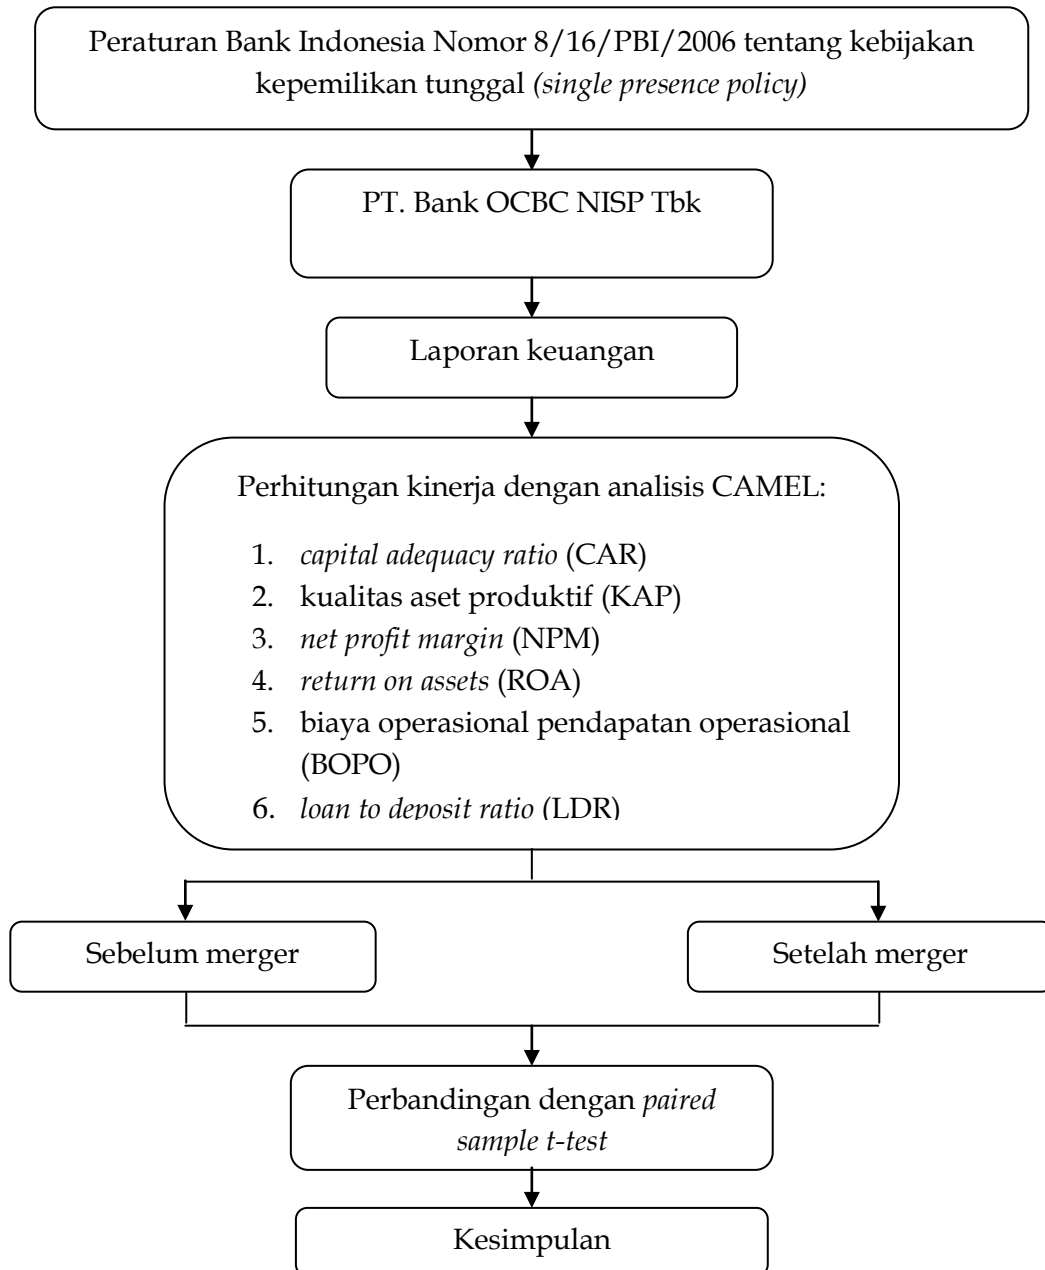 Peraturan Bank Indonesia Nomor 8/16/PBI/2006 tentang kebijakan
kepemilikan tunggal (single presence policy)
PT. Bank OCBC NISP Tbk
Laporan keuangan
Perhitungan kinerja dengan analisis CAMEL:
1. capital adequacy ratio (CAR)
2. kualitas aset produktif (KAP)
3. net profit margin (NPM)
4. return on assets (ROA)
5. biaya operasional pendapatan operasional
(BOPO)
6. loan to deposit ratio (LDR)
Sebelum merger
Setelah merger
Perbandingan dengan paired
sample t-test
Kesimpulan